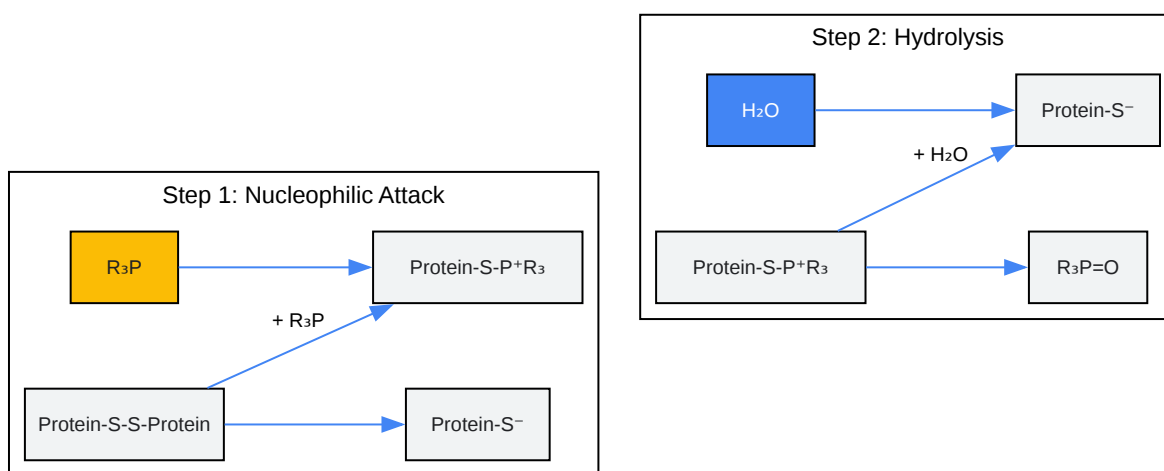 Step 1: Nucleophilic Attack
R₃P
Protein-S-P⁺R₃
+ R₃P
Protein-S-S-Protein
Protein-S⁻
Step 2: Hydrolysis
H₂O
Protein-S⁻
+ H₂O
Protein-S-P⁺R₃
R₃P=O